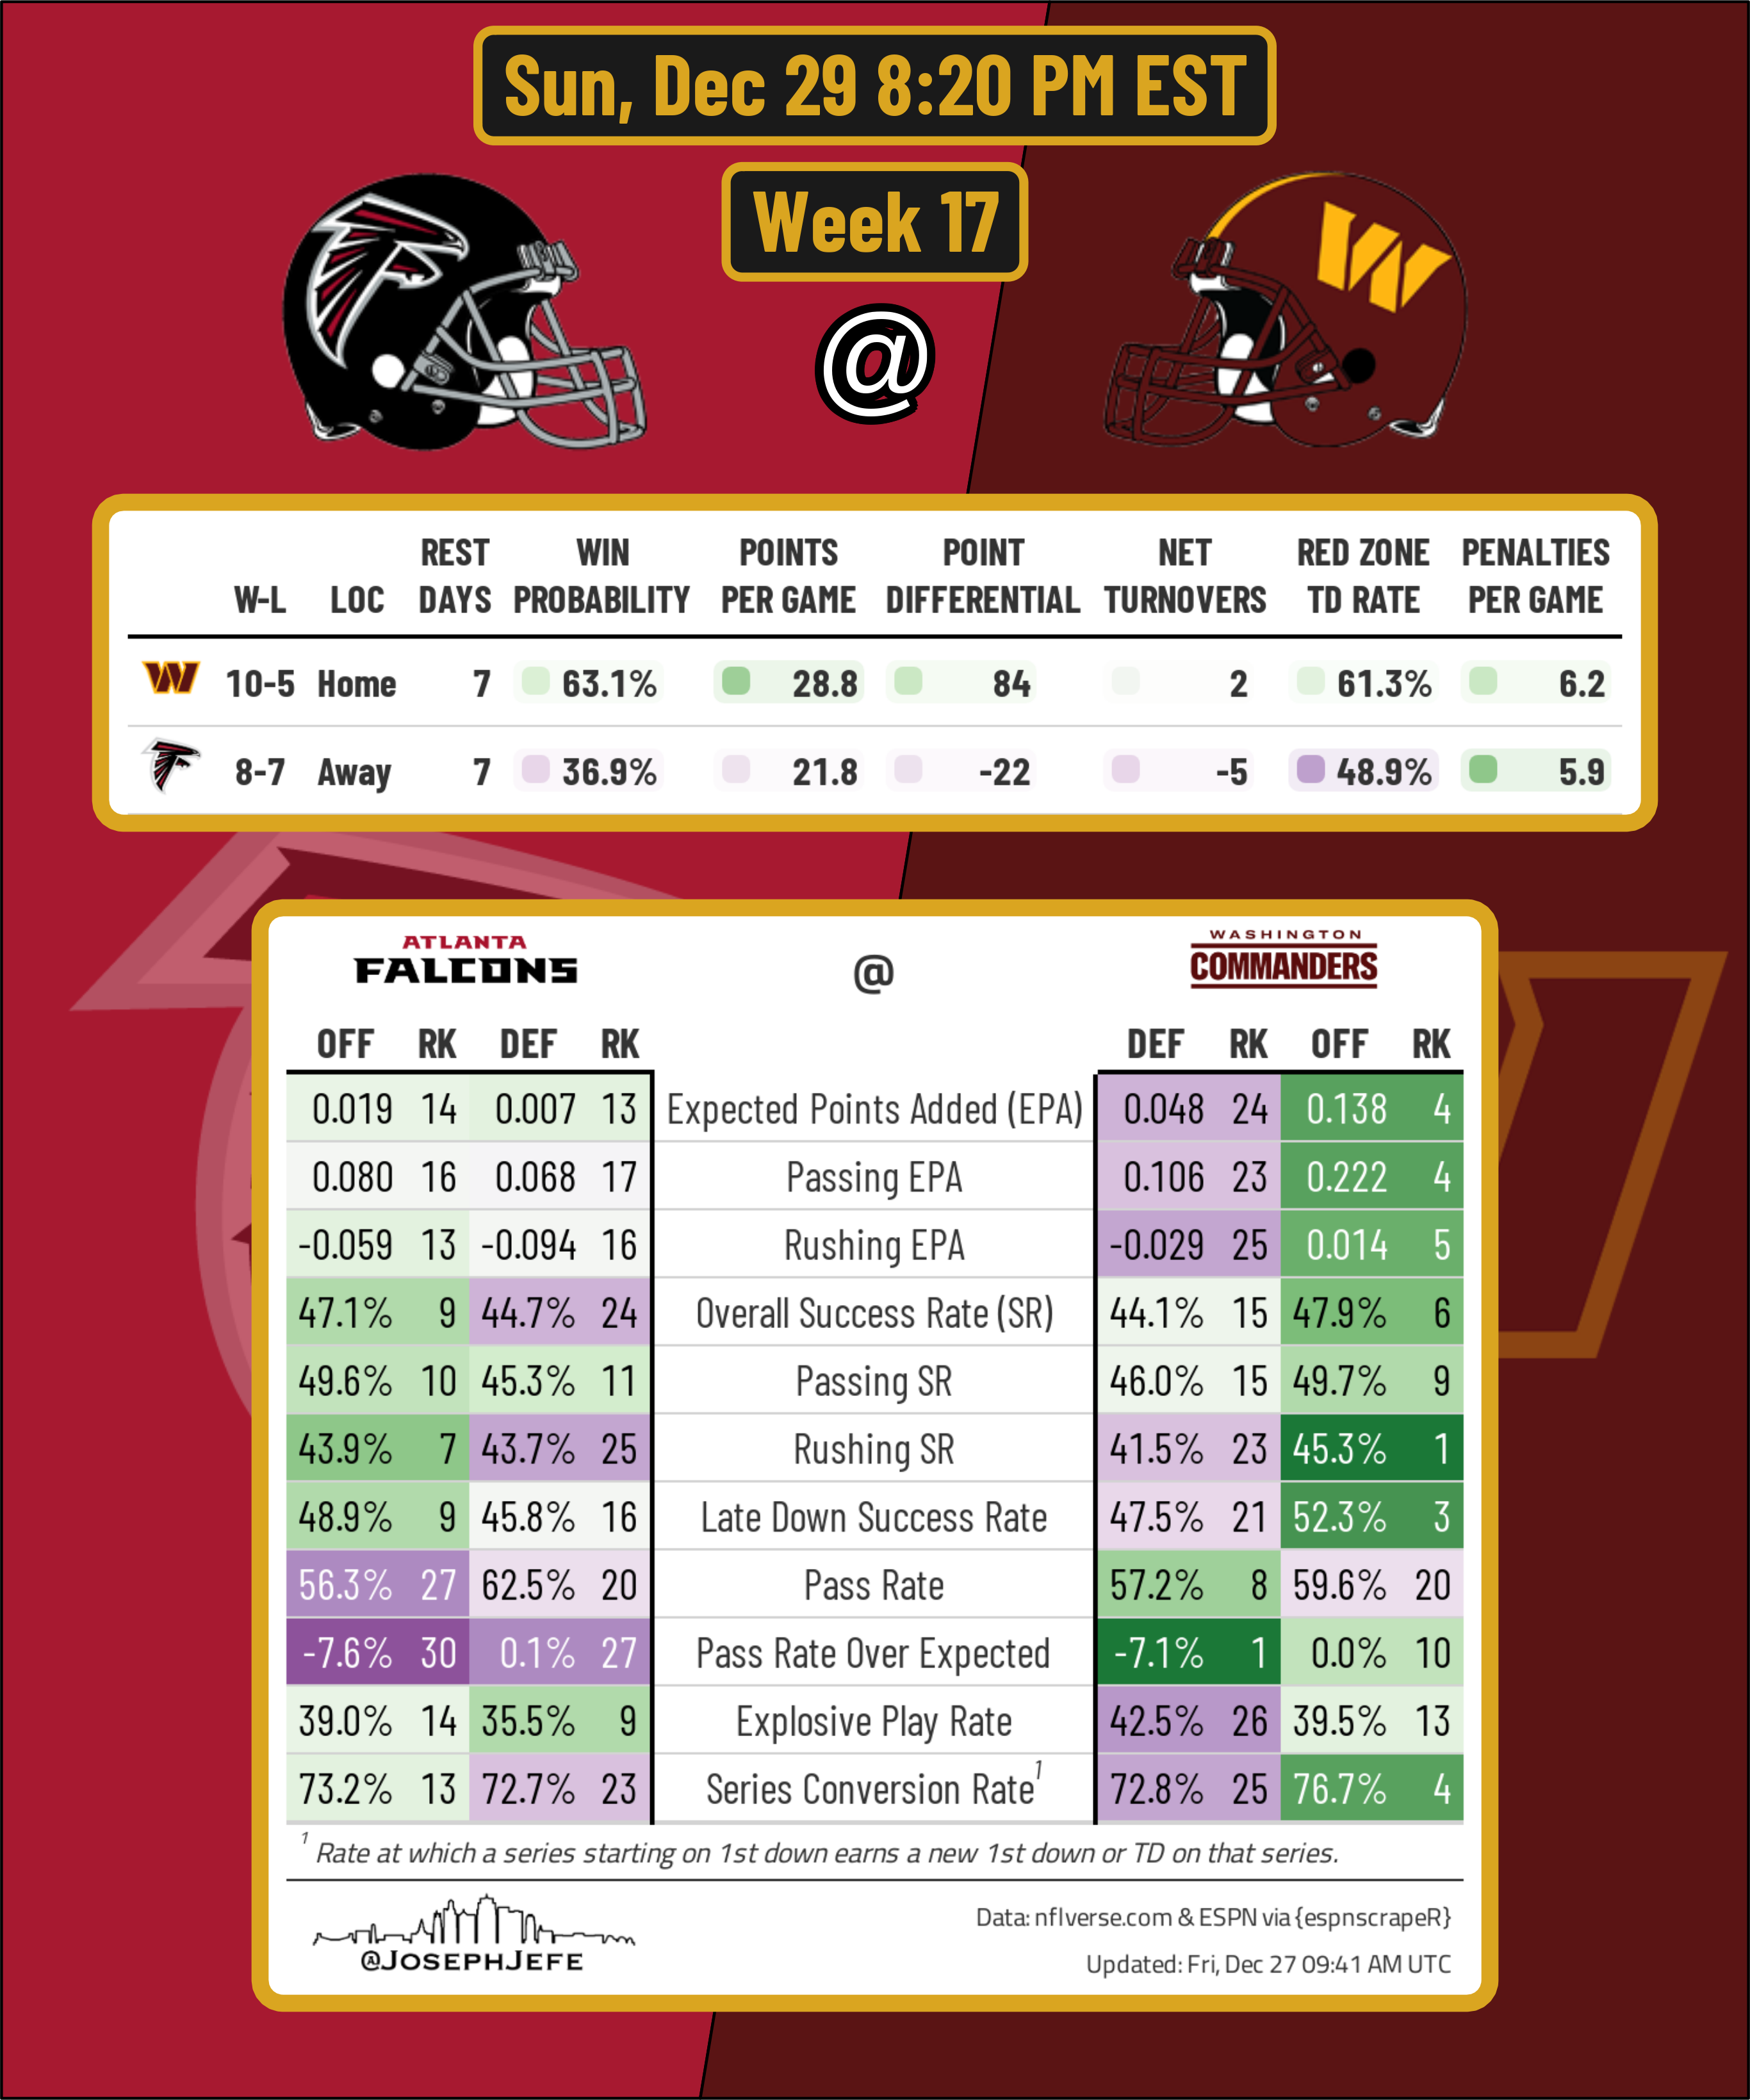 Sun, Dec 29 8:20 PM EST
Week 17
@
W
REST WIN POINTS POINT NET RED ZONE PENALTIES
W-L LOC DAYS PROBABILITY PER GAME DIFFERENTIAL TURNOVERS TD RATE PER GAME
W 10-5 Home 7 63.1% 28.8 84 2 61.3% 6.2
8-7 Away 7 36.9% 21.8 -22 -5 48.9% 5.9
ATLANTA FALCONS @ WASHINGTON COMMANDERS
OFF RK DEF RK DEF RK OFF RK
0.019 14 0.007 13 Expected Points Added (EPA) 0.048 24 0.138 4
0.080 16 0.068 17 Passing EPA 0.106 23 0.222 4
-0.059 13 -0.094 16 Rushing EPA -0.029 25 0.014 5
47.1% 9 44.7% 24 Overall Success Rate (SR) 44.1% 15 47.9% 6
49.6% 10 45.3% 11 Passing SR 46.0% 15 49.7% 9
43.9% 7 43.7% 25 Rushing SR 41.5% 23 45.3% 1
48.9% 9 45.8% 16 Late Down Success Rate 47.5% 21 52.3% 3
56.3% 27 62.5% 20 Pass Rate 57.2% 8 59.6% 20
-7.6% 30 0.1% 27 Pass Rate Over Expected -7.1% 1 0.0% 10
39.0% 14 35.5% 9 Explosive Play Rate 42.5% 26 39.5% 13
73.2% 13 72.7% 23 Series Conversion Rate¹ 72.8% 25 76.7% 4
¹ Rate at which a series starting on 1st down earns a new 1st down or TD on that series.
@JOSEPHJEFE
Data: nflverse.com & ESPN via {espnscrapeR}
Updated: Fri, Dec 27 09:41 AM UTC